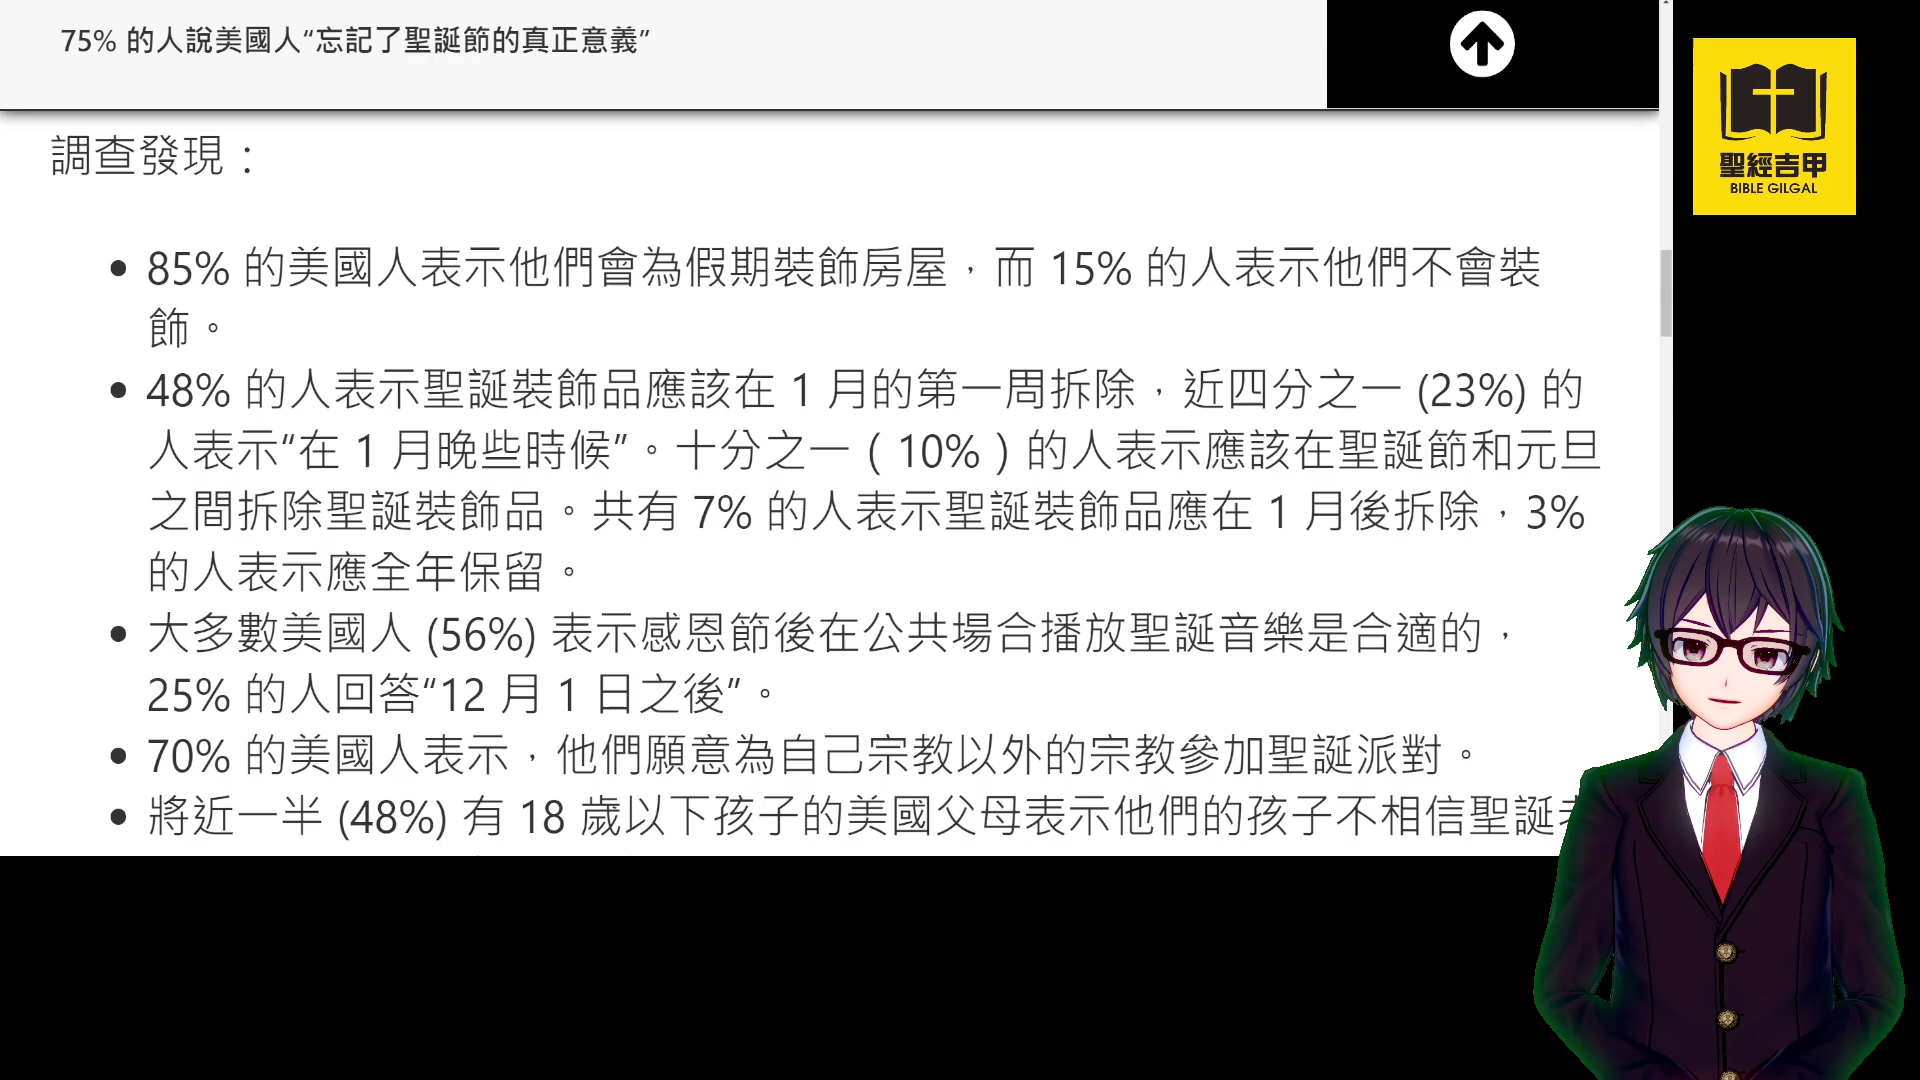 75% 的人說美國人“忘記了聖誕節的真正意義”
聖經吉甲
BIBLE GILGAL
調查發現：
85% 的美國人表示他們會為假期裝飾房屋，而 15% 的人表示他們不會裝
飾。
48% 的人表示聖誕裝飾品應該在 1 月的第一周拆除，近四分之一 (23%) 的
人表示“在 1 月晚些時候”。十分之一（10%）的人表示應該在聖誕節和元旦
之間拆除聖誕裝飾品。共有 7% 的人表示聖誕裝飾品應在 1 月後拆除，3%
的人表示應全年保留。
大多數美國人 (56%) 表示感恩節後在公共場合播放聖誕音樂是合適的，
25% 的人回答“12 月 1 日之後”。
70% 的美國人表示，他們願意為自己宗教以外的宗教參加聖誕派對。
將近一半 (48%) 有 18 歲以下孩子的美國父母表示他們的孩子不相信聖誕